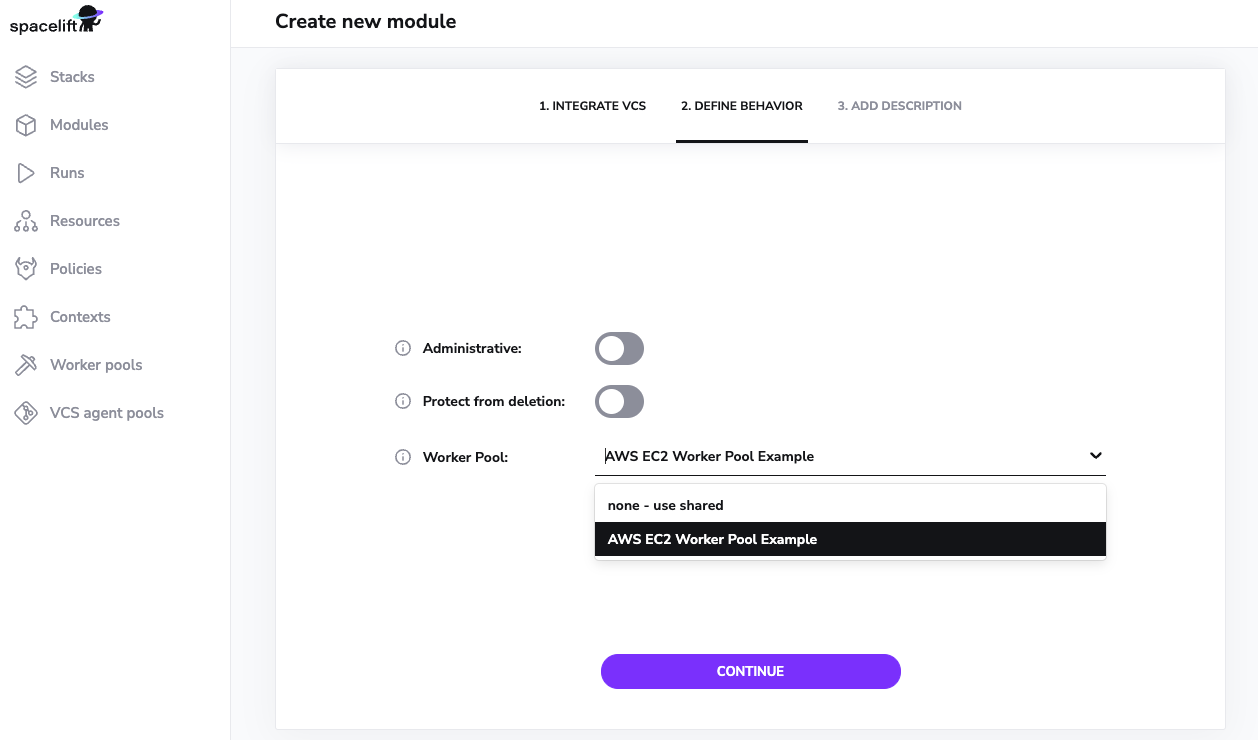 spacelift
Create new module
Stacks
Modules
Runs
Resources
Policies
Contexts
Worker pools
VCS agent pools
1. INTEGRATE VCS
2. DEFINE BEHAVIOR
3. ADD DESCRIPTION
Administrative:
Protect from deletion:
Worker Pool:
AWS EC2 Worker Pool Example
none - use shared
AWS EC2 Worker Pool Example
CONTINUE